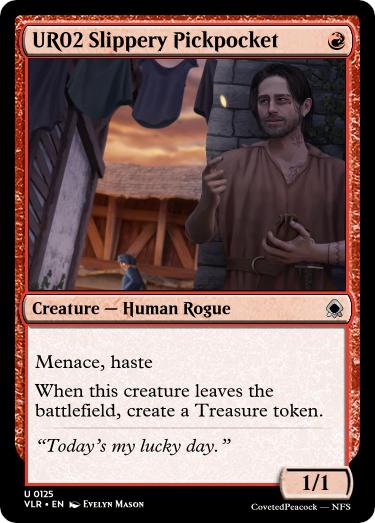 UR02 Slippery Pickpocket
Creature — Human Rogue
Menace, haste
When this creature leaves the
battlefield, create a Treasure token.
“Today's my lucky day.”
1/1
U 0125
VLR • EN Evelyn Mason
CovetedPeacock — NFS